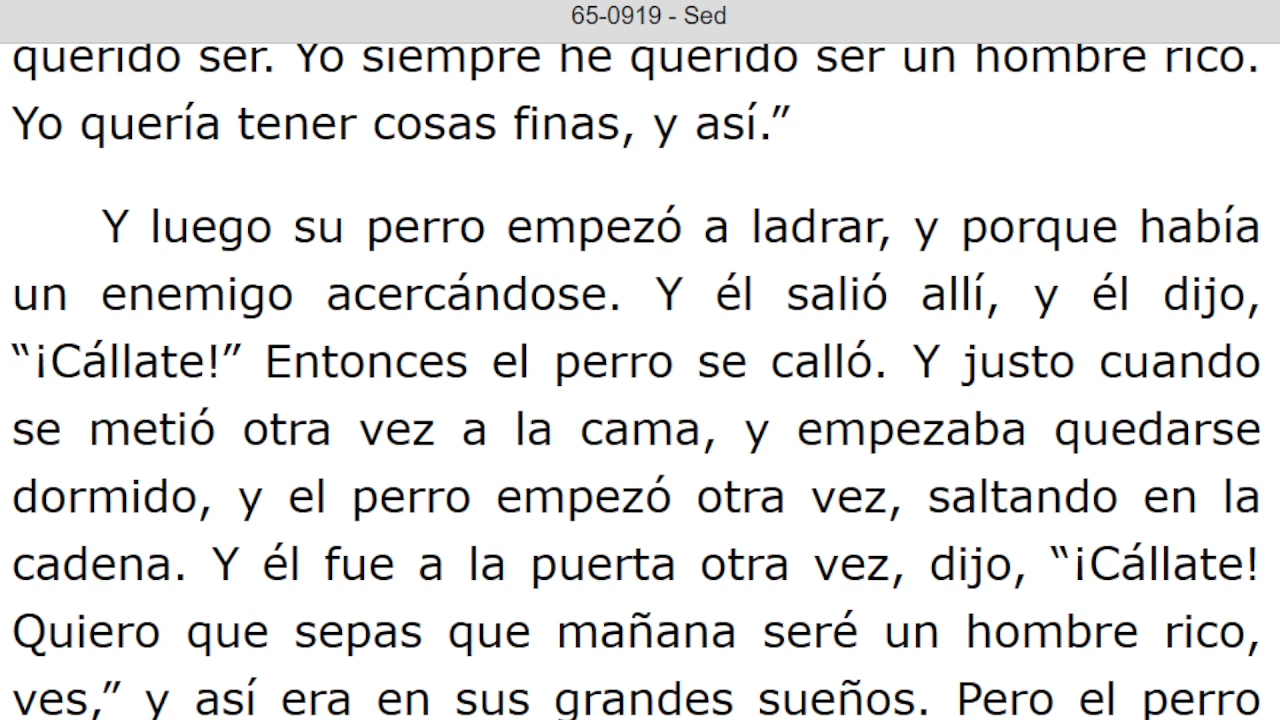 65-0919 - Sed
querido ser. Yo siempre he querido ser un hombre rico.
Yo quería tener cosas finas, y así.”
Y luego su perro empezó a ladrar, y porque había
un enemigo acercándose. Y él salió allí, y él dijo,
“¡Cállate!” Entonces el perro se calló. Y justo cuando
se metió otra vez a la cama, y empezaba quedarse
dormido, y el perro empezó otra vez, saltando en la
cadena. Y él fue a la puerta otra vez, dijo, “¡Cállate!
Quiero que sepas que mañana seré un hombre rico,
ves,” y así era en sus grandes sueños. Pero el perro